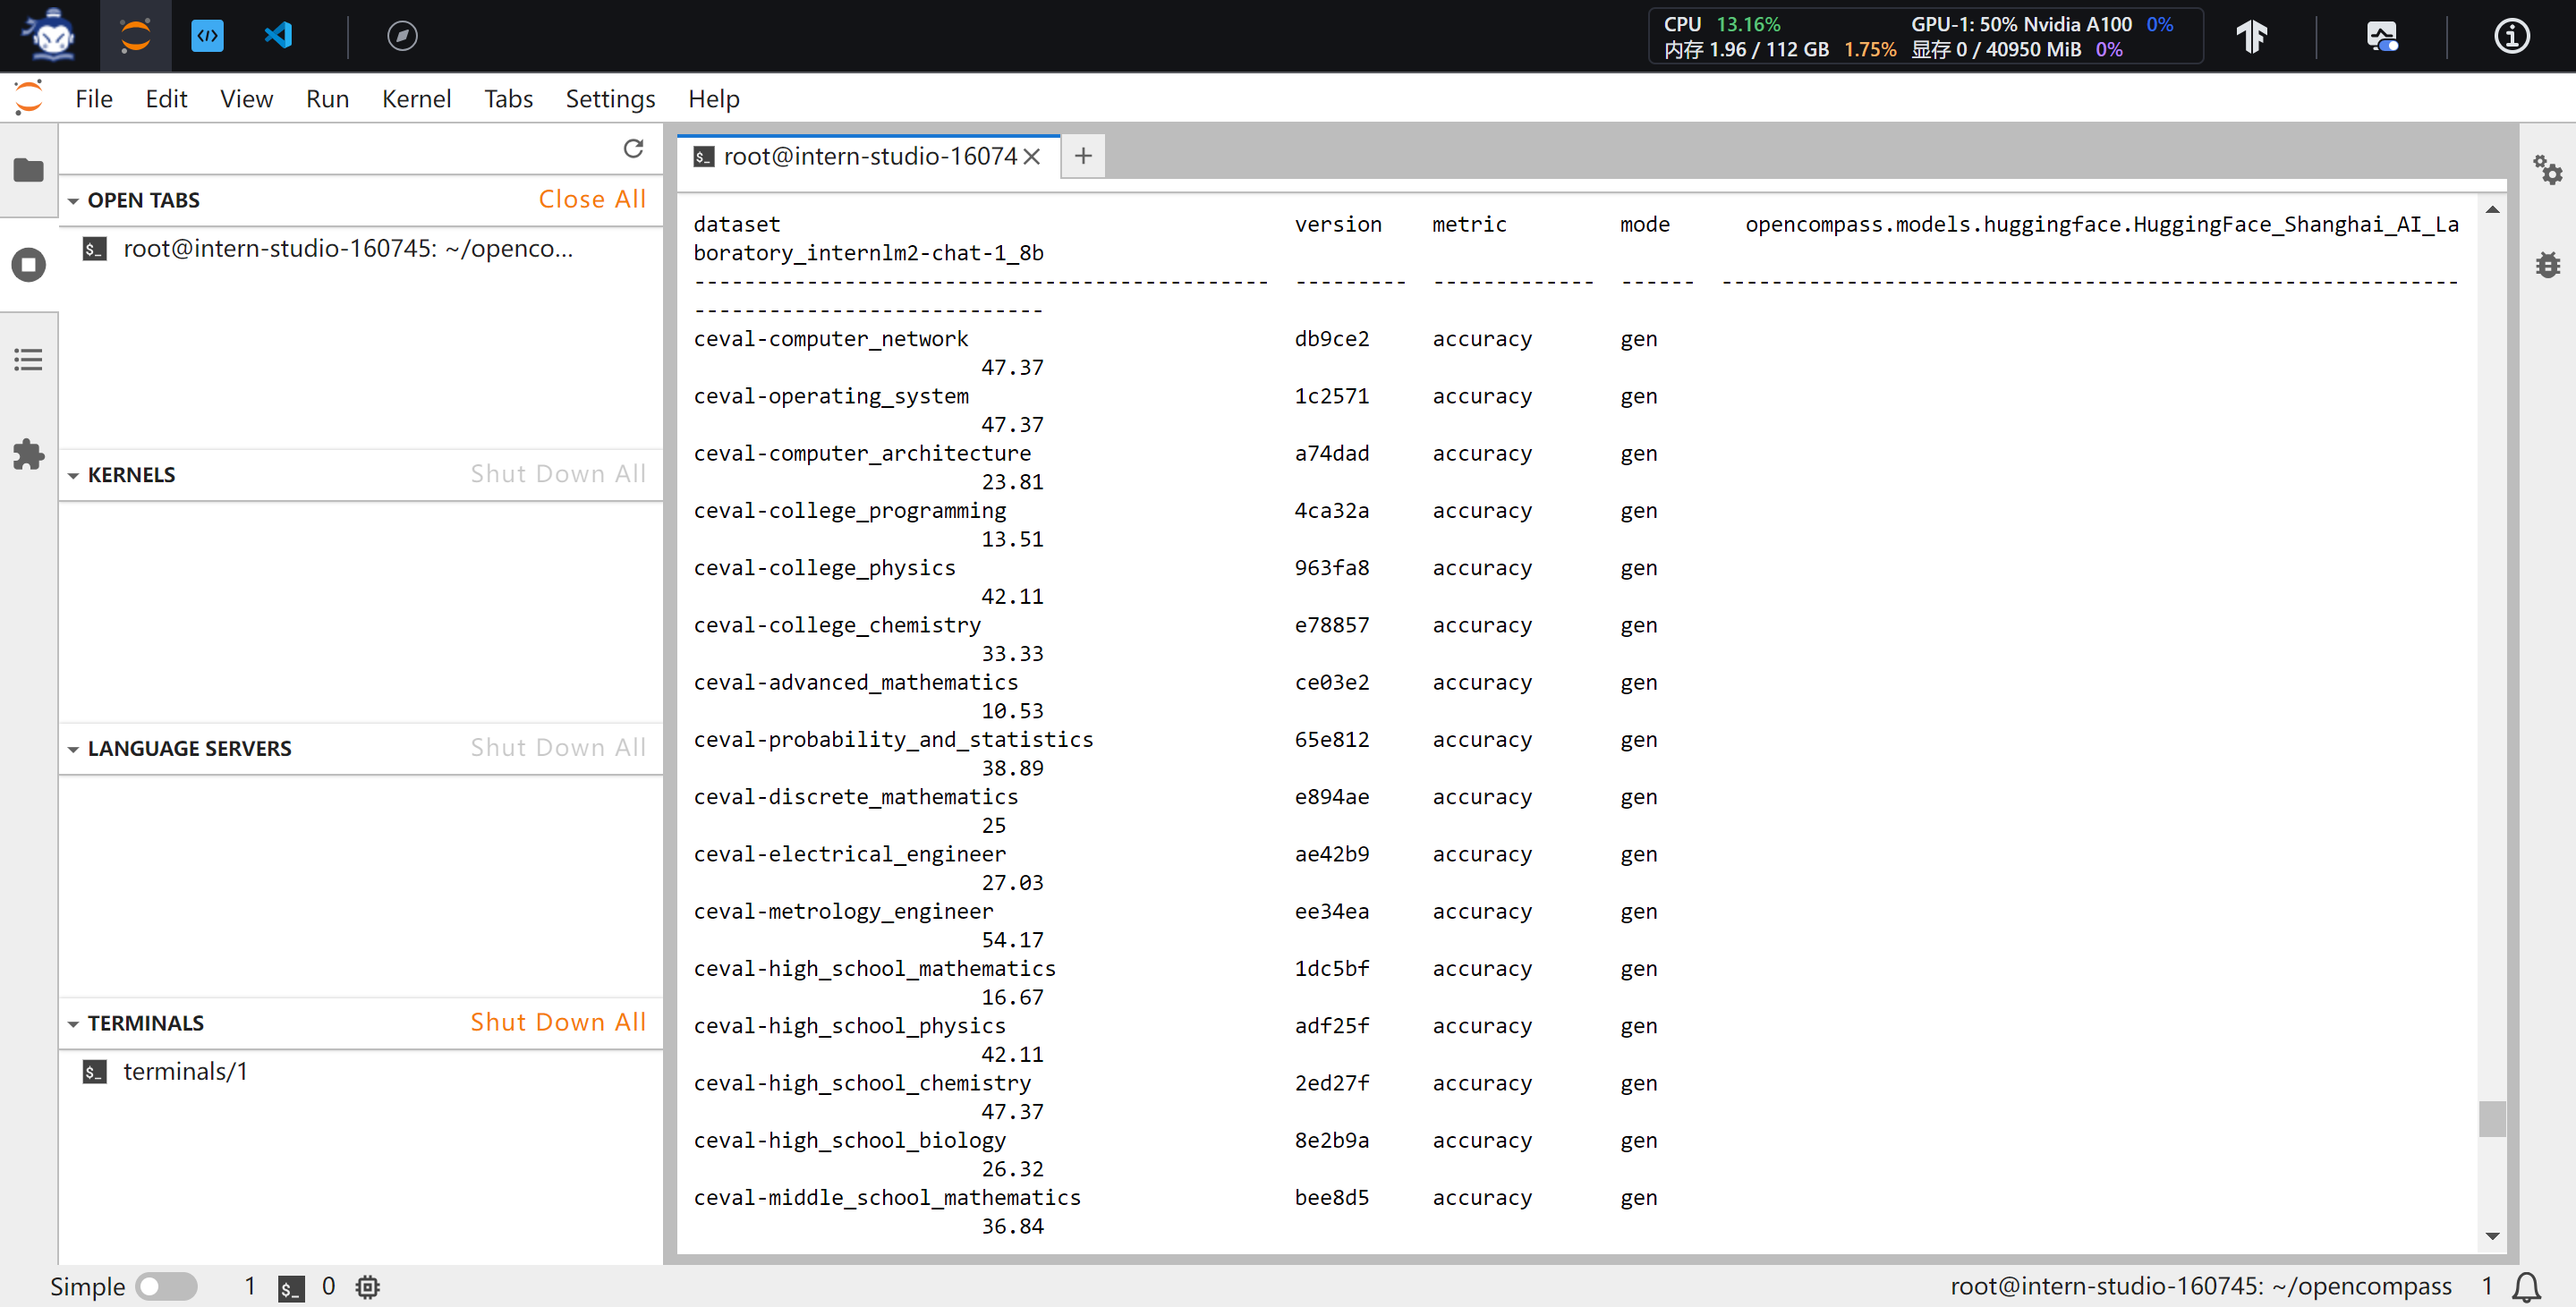 CPU 13.16% GPU-1: 50% Nvidia A100 0%
内存 1.96 / 112 GB 1.75% 显存 0 / 40950 MiB 0%
File Edit View Run Kernel Tabs Settings Help
OPEN TABS Close All
$_ root@intern-studio-160745: ~/openco...
KERNELS Shut Down All
LANGUAGE SERVERS Shut Down All
TERMINALS Shut Down All
$_ terminals/1
$_ root@intern-studio-16074
dataset version metric mode opencompass.models.huggingface.HuggingFace_Shanghai_AI_La
boratory_internlm2-chat-1_8b
---------------------------------------------- --------- ------------- ------ -----------------------------------------------------------
----------------------------
ceval-computer_network db9ce2 accuracy gen
47.37
ceval-operating_system 1c2571 accuracy gen
47.37
ceval-computer_architecture a74dad accuracy gen
23.81
ceval-college_programming 4ca32a accuracy gen
13.51
ceval-college_physics 963fa8 accuracy gen
42.11
ceval-college_chemistry e78857 accuracy gen
33.33
ceval-advanced_mathematics ce03e2 accuracy gen
10.53
ceval-probability_and_statistics 65e812 accuracy gen
38.89
ceval-discrete_mathematics e894ae accuracy gen
25
ceval-electrical_engineer ae42b9 accuracy gen
27.03
ceval-metrology_engineer ee34ea accuracy gen
54.17
ceval-high_school_mathematics 1dc5bf accuracy gen
16.67
ceval-high_school_physics adf25f accuracy gen
42.11
ceval-high_school_chemistry 2ed27f accuracy gen
47.37
ceval-high_school_biology 8e2b9a accuracy gen
26.32
ceval-middle_school_mathematics bee8d5 accuracy gen
36.84
Simple 1 $_ 0 root@intern-studio-160745: ~/opencompass 1